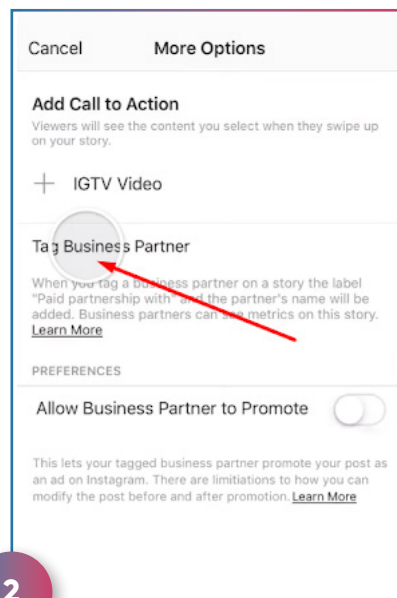 Cancel More Options
Add Call to Action
Viewers will see the content you select when they swipe up
on your story.
+ IGTV Video
Tag Business Partner
When you tag a business partner on a story the label
"Paid partnership with" and the partner's name will be
added. Business partners can see metrics on this story.
Learn More
PREFERENCES
Allow Business Partner to Promote
This lets your tagged business partner promote your post as
an ad on Instagram. There are limitiations to how you can
modify the post before and after promotion. Learn More
2